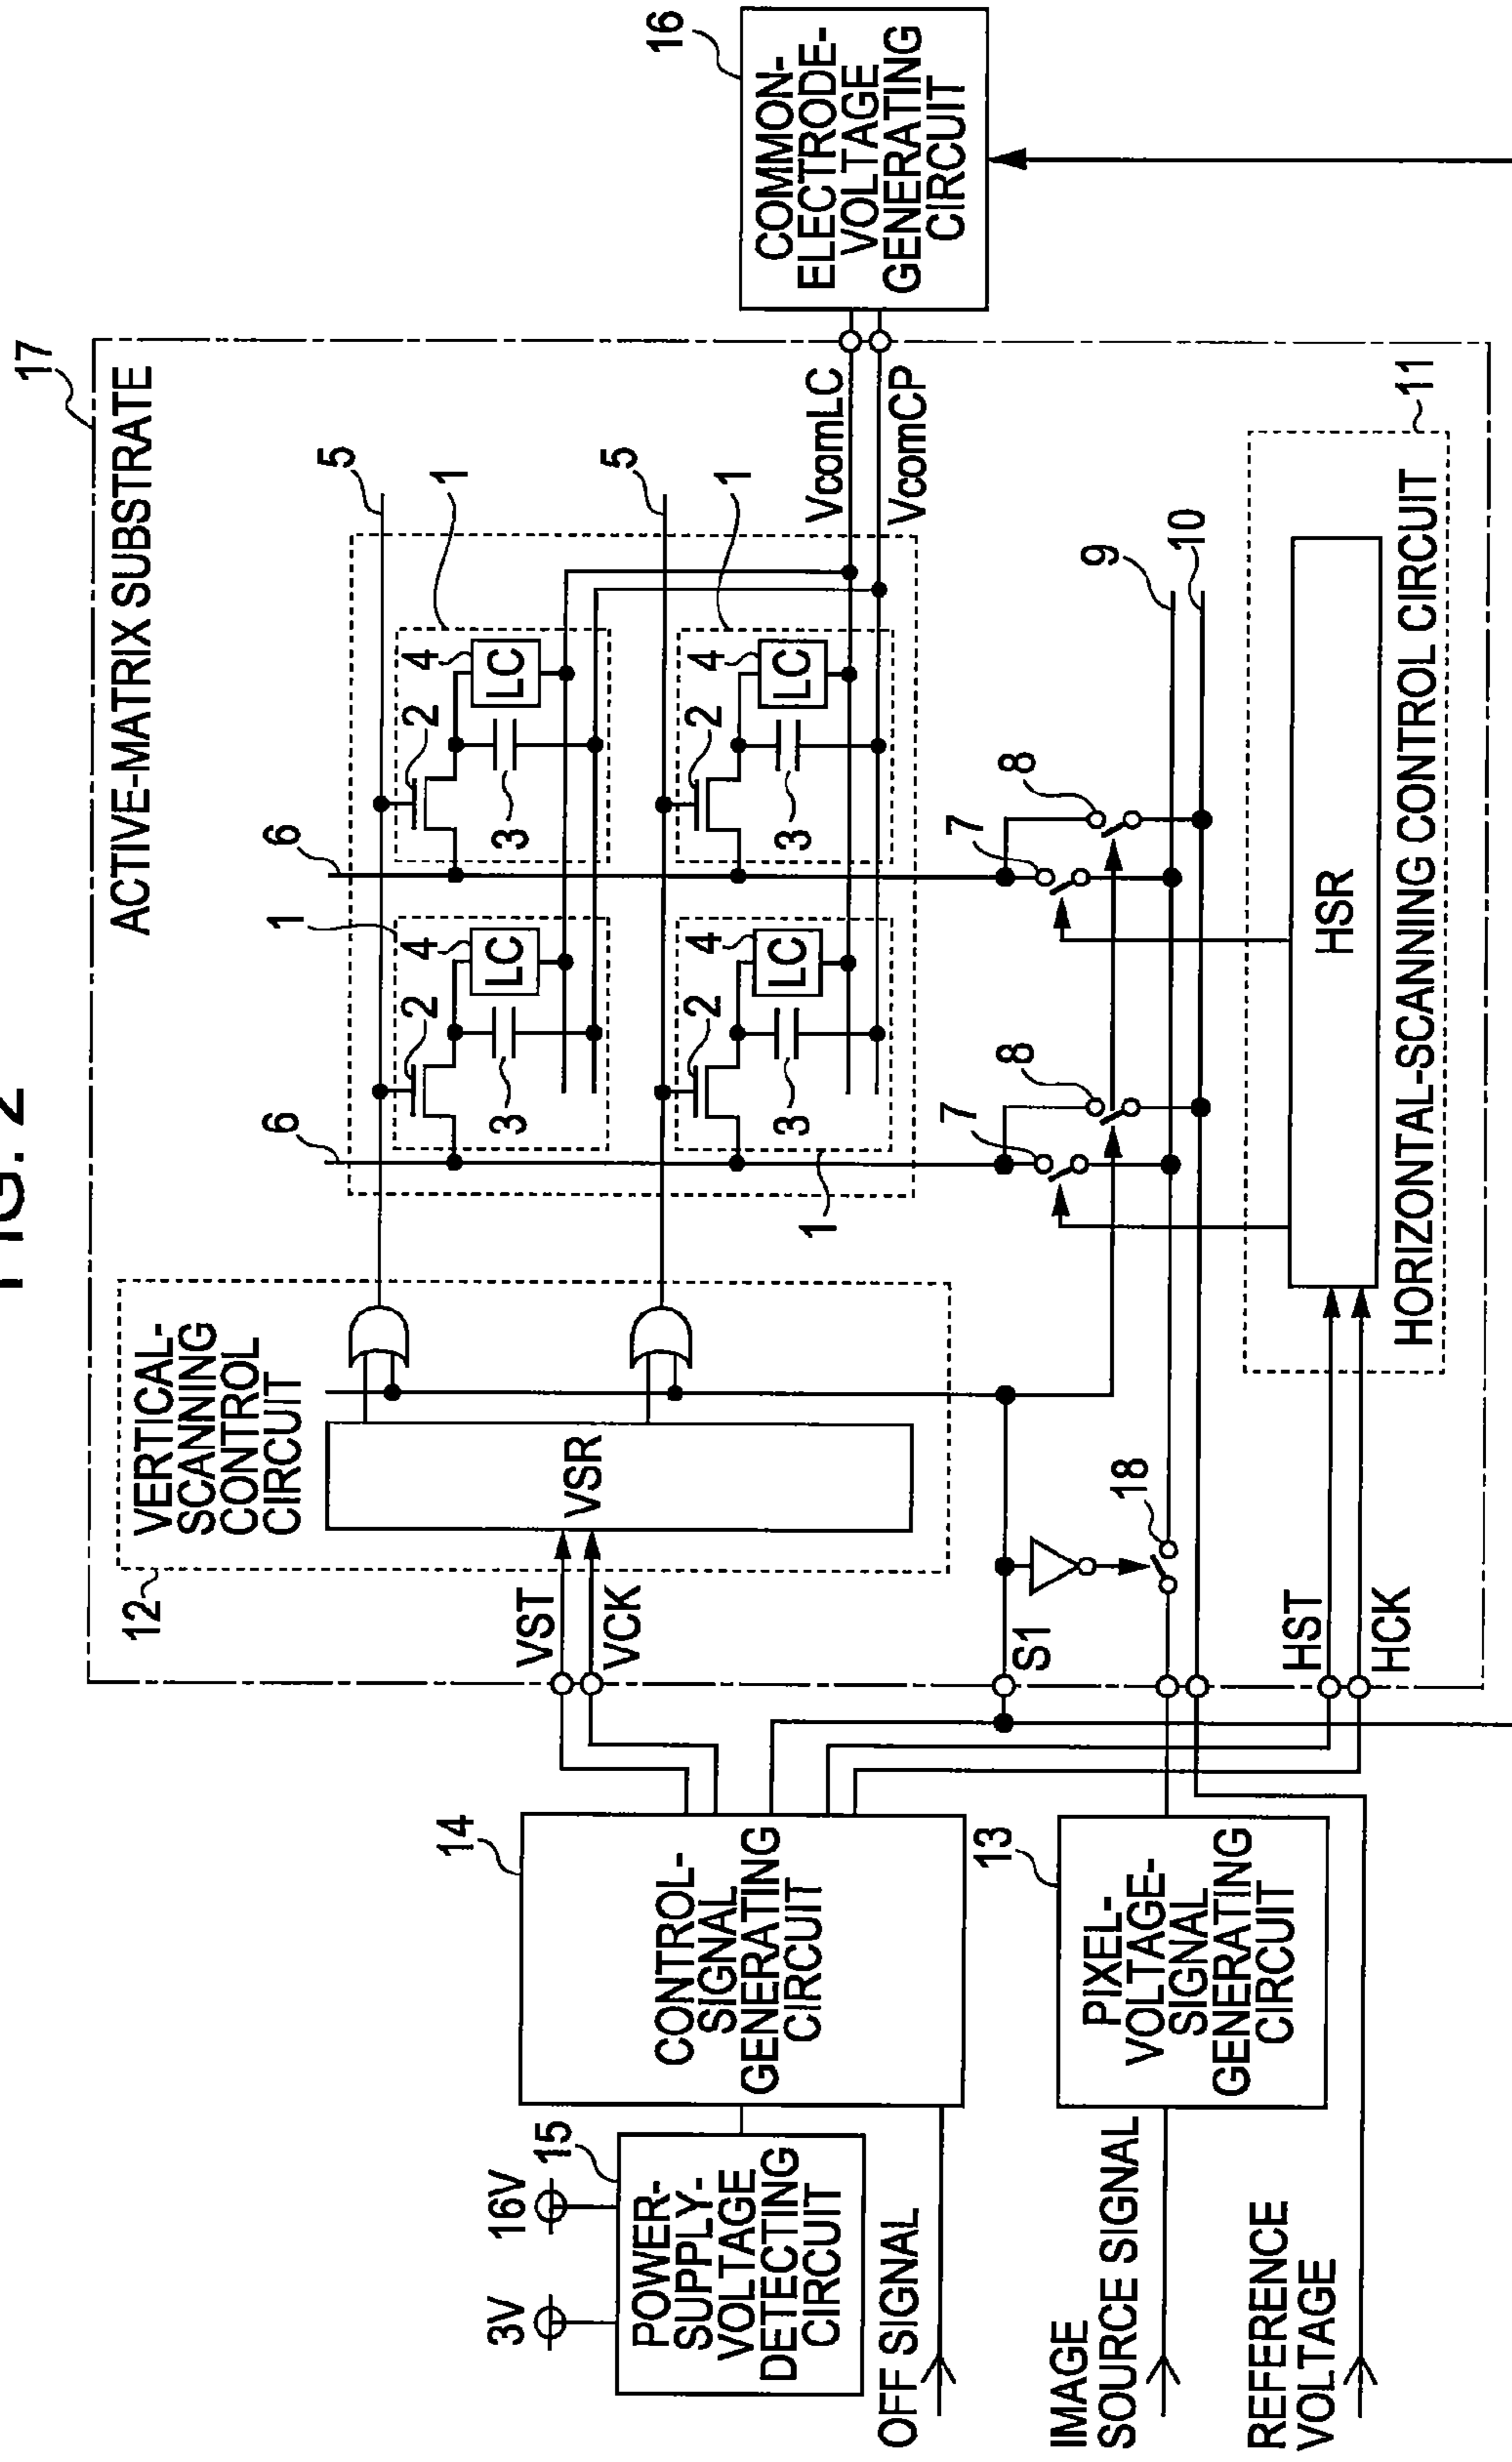 FIG. 2
17
ACTIVE-MATRIX SUBSTRATE
16
COMMON-
ELECTRODE-
VOLTAGE
GENERATING
CIRCUIT
12
VERTICAL-
SCANNING
CONTROL
CIRCUIT
VSR
VST
VCK
6
6
5
5
1
1
1
1
2
4
LC
3
2
4
LC
3
2
4
LC
3
2
4
LC
3
VcomLC
VcomCP
7
8
7
8
9
10
18
S1
HST
HCK
11
HSR
HORIZONTAL-SCANNING CONTROL CIRCUIT
14
CONTROL-
SIGNAL
GENERATING
CIRCUIT
13
PIXEL-
VOLTAGE-
SIGNAL
GENERATING
CIRCUIT
3V
16V
15
POWER-
SUPPLY-
VOLTAGE
DETECTING
CIRCUIT
OFF SIGNAL
IMAGE
SOURCE SIGNAL
REFERENCE
VOLTAGE